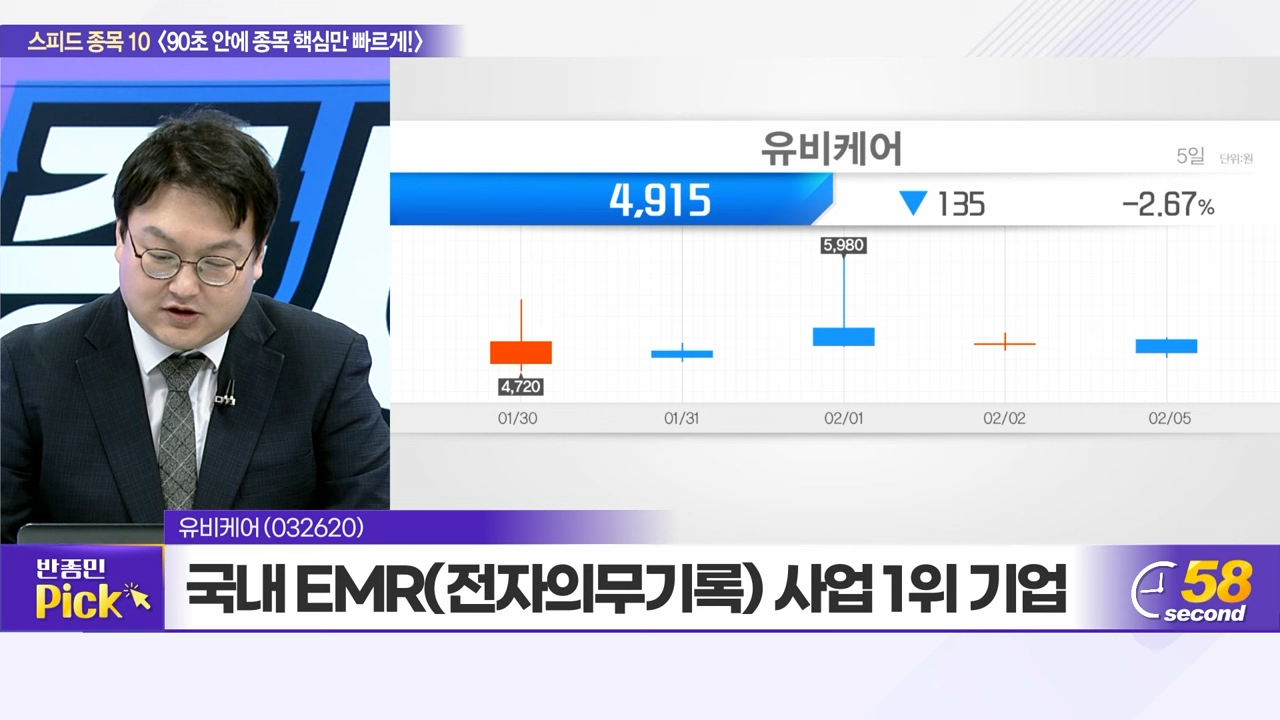 스피드 종목 10 〈90초 안에 종목 핵심만 빠르게!〉
유비케어
5일 단위:원
4,915 ▼ 135 -2.67%
5,980
4,720
01/30 01/31 02/01 02/02 02/05
유비케어(032620)
반종민
Pick
국내 EMR(전자의무기록) 사업 1위 기업
58
second